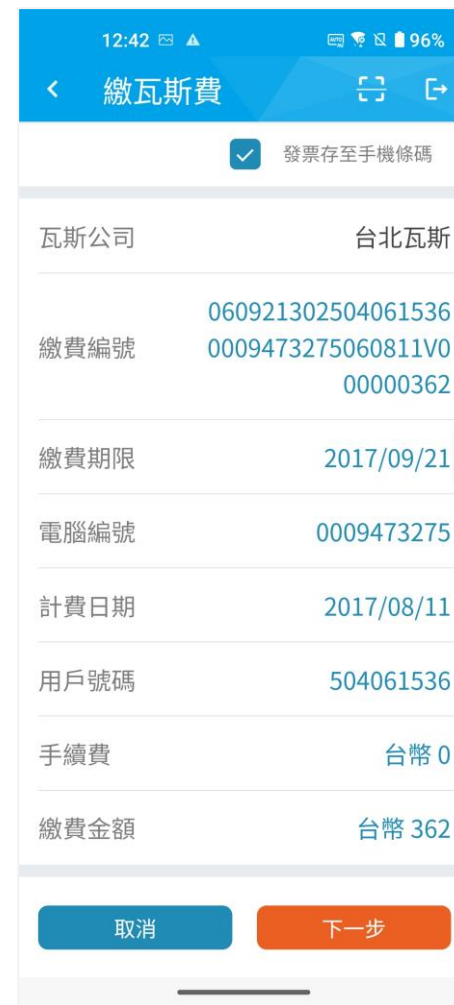 12:42 96%
繳瓦斯費
發票存至手機條碼
瓦斯公司 台北瓦斯
繳費編號 060921302504061536
0009473275060811V0
00000362
繳費期限 2017/09/21
電腦編號 0009473275
計費日期 2017/08/11
用戶號碼 504061536
手續費 台幣 0
繳費金額 台幣 362
取消 下一步